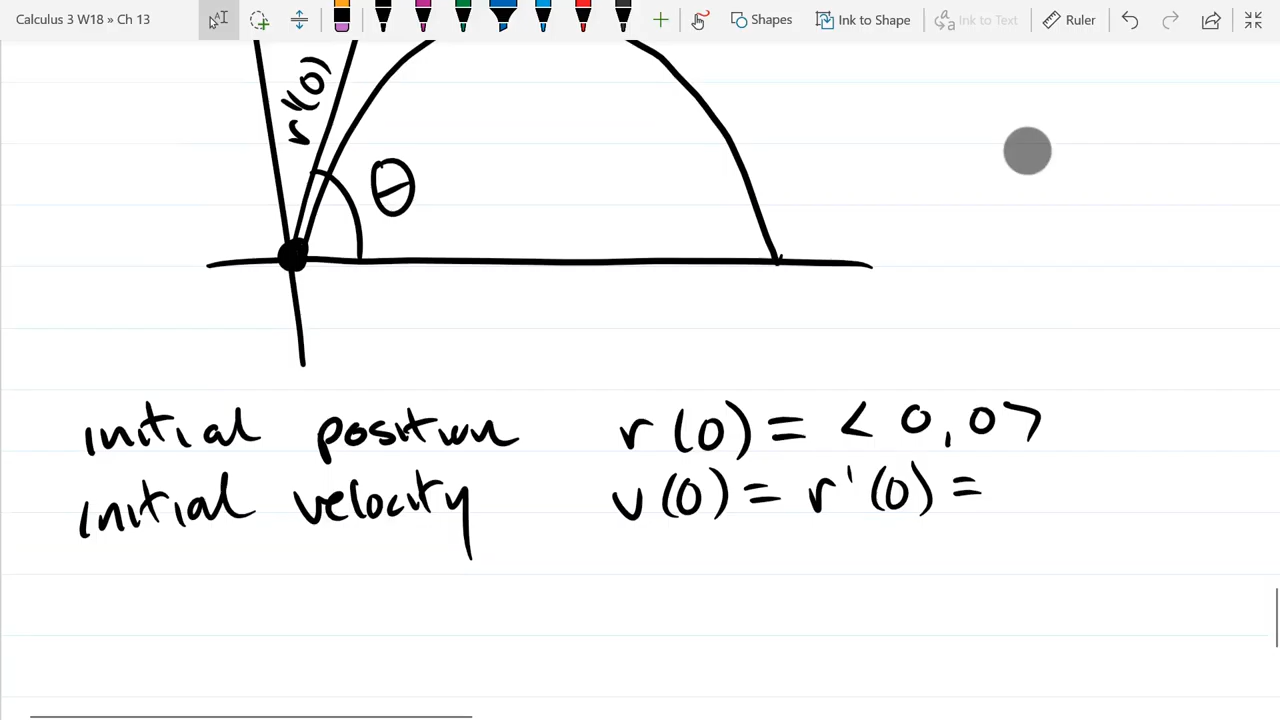 Calculus 3 W18 » Ch 13
Shapes
Ink to Shape
Ink to Text
Ruler
r'(0)
θ
initial position r(0) = < 0, 0 >
initial velocity v(0) = r'(0) =